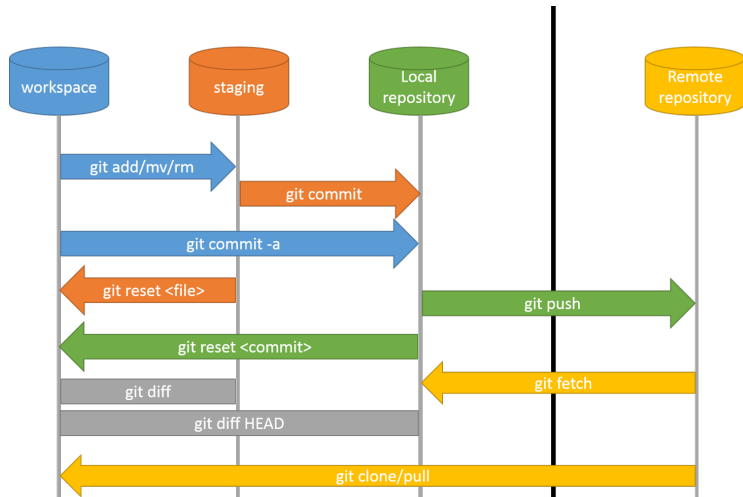 workspace
staging
Local
repository
Remote
repository
git add/mv/rm
git commit
git commit -a
git reset <file>
git push
git reset <commit>
git fetch
git diff
git diff HEAD
git clone/pull